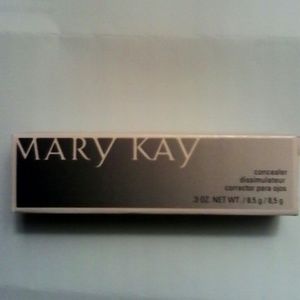 MARY KAY
concealer
dissimulateur
corrector para ojos
.3 OZ. NET WT. / 8.5 g / 8,5 g